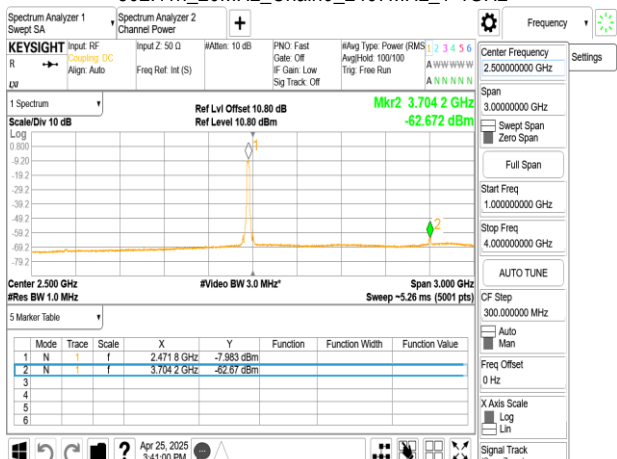 Spectrum Analyzer 1
Swept SA
Spectrum Analyzer 2
Channel Power
+
Frequency
KEYSIGHT
R
Input: RF
Coupling: DC
Align: Auto
Input Z: 50 Ω
Freq Ref: Int (S)
#Atten: 10 dB
PNO: Fast
Gate: Off
IF Gain: Low
Sig Track: Off
#Avg Type: Power (RMS
Avg|Hold: 100/100
Trig: Free Run
1 2 3 4 5 6
A W W W W W
A N N N N N
LXI
1 Spectrum
Scale/Div 10 dB
Ref Lvl Offset 10.80 dB
Ref Level 10.80 dBm
Mkr2 3.704 2 GHz
-62.672 dBm
Log
0.800
-9.20
-19.2
-29.2
-39.2
-49.2
-59.2
-69.2
-79.2
1
2
Center 2.500 GHz
#Res BW 1.0 MHz
#Video BW 3.0 MHz*
Span 3.000 GHz
Sweep ~5.26 ms (5001 pts)
5 Marker Table
Mode Trace Scale X Y Function Function Width Function Value
1 N 1 f 2.471 8 GHz -7.983 dBm
2 N 1 f 3.704 2 GHz -62.67 dBm
3
4
5
6
Apr 25, 2025
3:41:00 PM
Center Frequency
2.500000000 GHz
Settings
Span
3.00000000 GHz
Swept Span
Zero Span
Full Span
Start Freq
1.000000000 GHz
Stop Freq
4.000000000 GHz
AUTO TUNE
CF Step
300.000000 MHz
Auto
Man
Freq Offset
0 Hz
X Axis Scale
Log
Lin
Signal Track